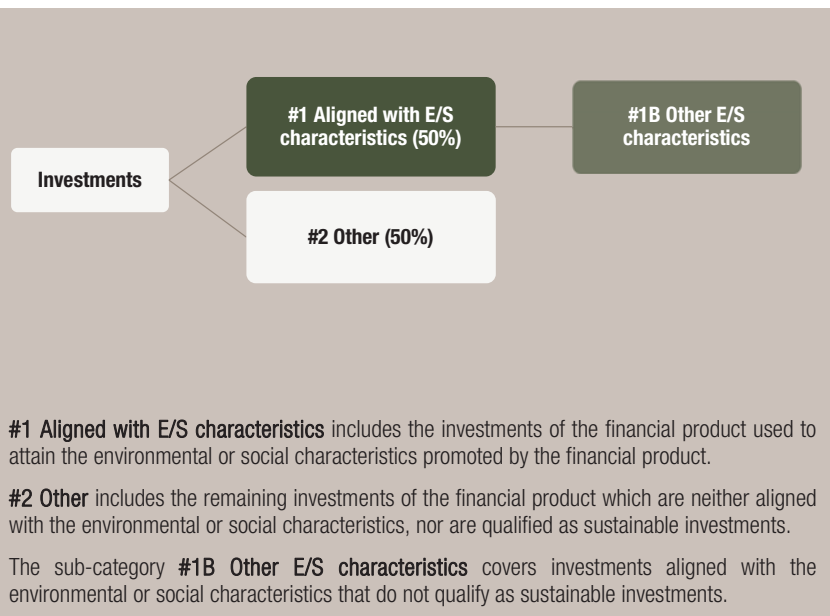 #1 Aligned with E/S
characteristics (50%)
#1B Other E/S
characteristics
Investments
#2 Other (50%)
#1 Aligned with E/S characteristics includes the investments of the financial product used to
attain the environmental or social characteristics promoted by the financial product.
#2 Other includes the remaining investments of the financial product which are neither aligned
with the environmental or social characteristics, nor are qualified as sustainable investments.
The sub-category #1B Other E/S characteristics covers investments aligned with the
environmental or social characteristics that do not qualify as sustainable investments.